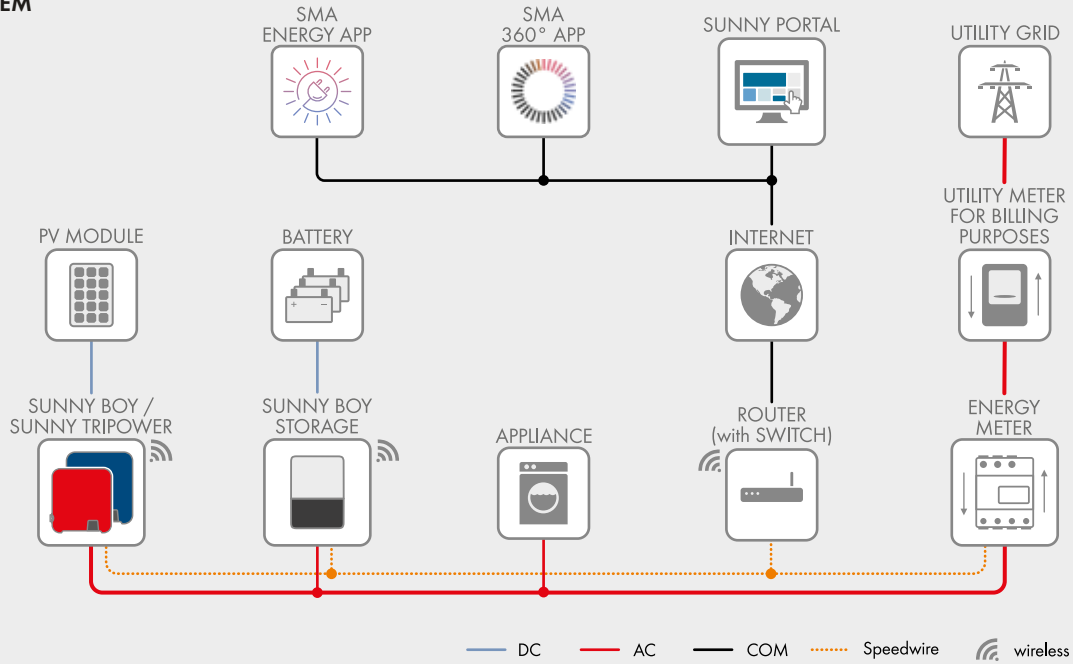 EM
SMA
ENERGY APP
SMA
360° APP
SUNNY PORTAL
UTILITY GRID
PV MODULE
BATTERY
INTERNET
UTILITY METER
FOR BILLING
PURPOSES
SUNNY BOY /
SUNNY TRIPOWER
SUNNY BOY
STORAGE
APPLIANCE
ROUTER
(with SWITCH)
ENERGY
METER
DC
AC
COM
Speedwire
wireless